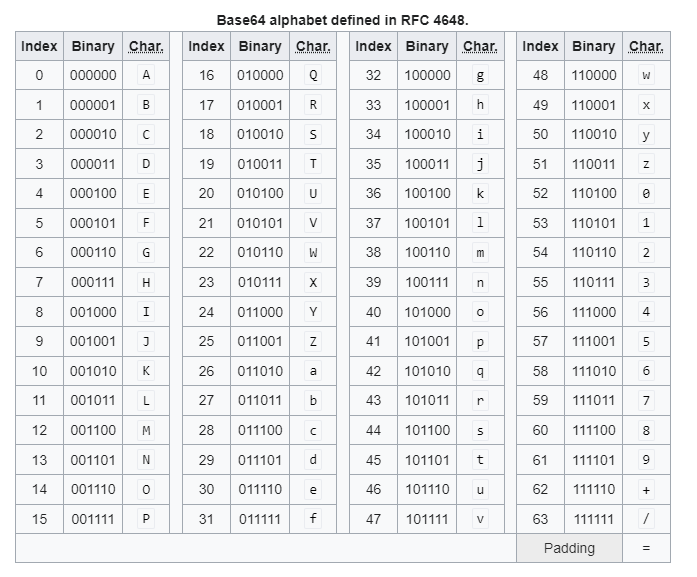 Base64 alphabet defined in RFC 4648.
Index Binary Char. Index Binary Char. Index Binary Char. Index Binary Char.
0 000000 A 16 010000 Q 32 100000 g 48 110000 w
1 000001 B 17 010001 R 33 100001 h 49 110001 x
2 000010 C 18 010010 S 34 100010 i 50 110010 y
3 000011 D 19 010011 T 35 100011 j 51 110011 z
4 000100 E 20 010100 U 36 100100 k 52 110100 0
5 000101 F 21 010101 V 37 100101 l 53 110101 1
6 000110 G 22 010110 W 38 100110 m 54 110110 2
7 000111 H 23 010111 X 39 100111 n 55 110111 3
8 001000 I 24 011000 Y 40 101000 o 56 111000 4
9 001001 J 25 011001 Z 41 101001 p 57 111001 5
10 001010 K 26 011010 a 42 101010 q 58 111010 6
11 001011 L 27 011011 b 43 101011 r 59 111011 7
12 001100 M 28 011100 c 44 101100 s 60 111100 8
13 001101 N 29 011101 d 45 101101 t 61 111101 9
14 001110 O 30 011110 e 46 101110 u 62 111110 +
15 001111 P 31 011111 f 47 101111 v 63 111111 /
Padding =